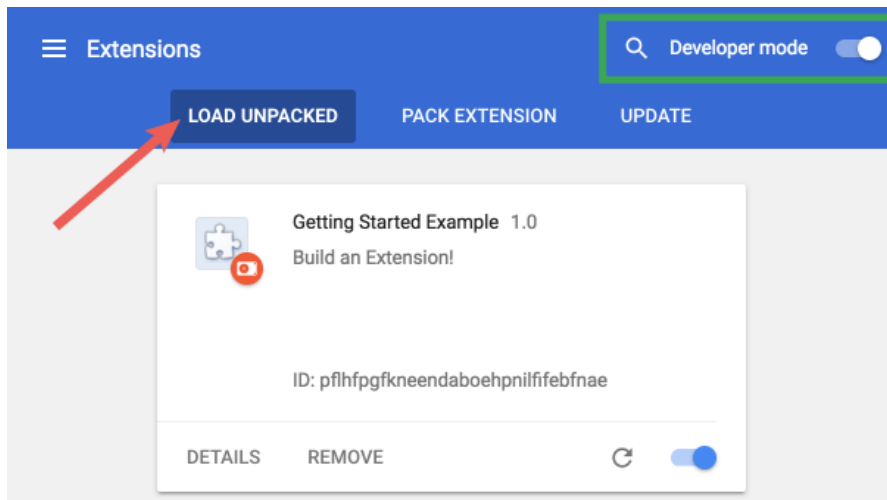 Extensions
Developer mode
LOAD UNPACKED
PACK EXTENSION
UPDATE
Getting Started Example 1.0
Build an Extension!
ID: pflhfpgfkneendaboehpnilfifebfnae
DETAILS
REMOVE